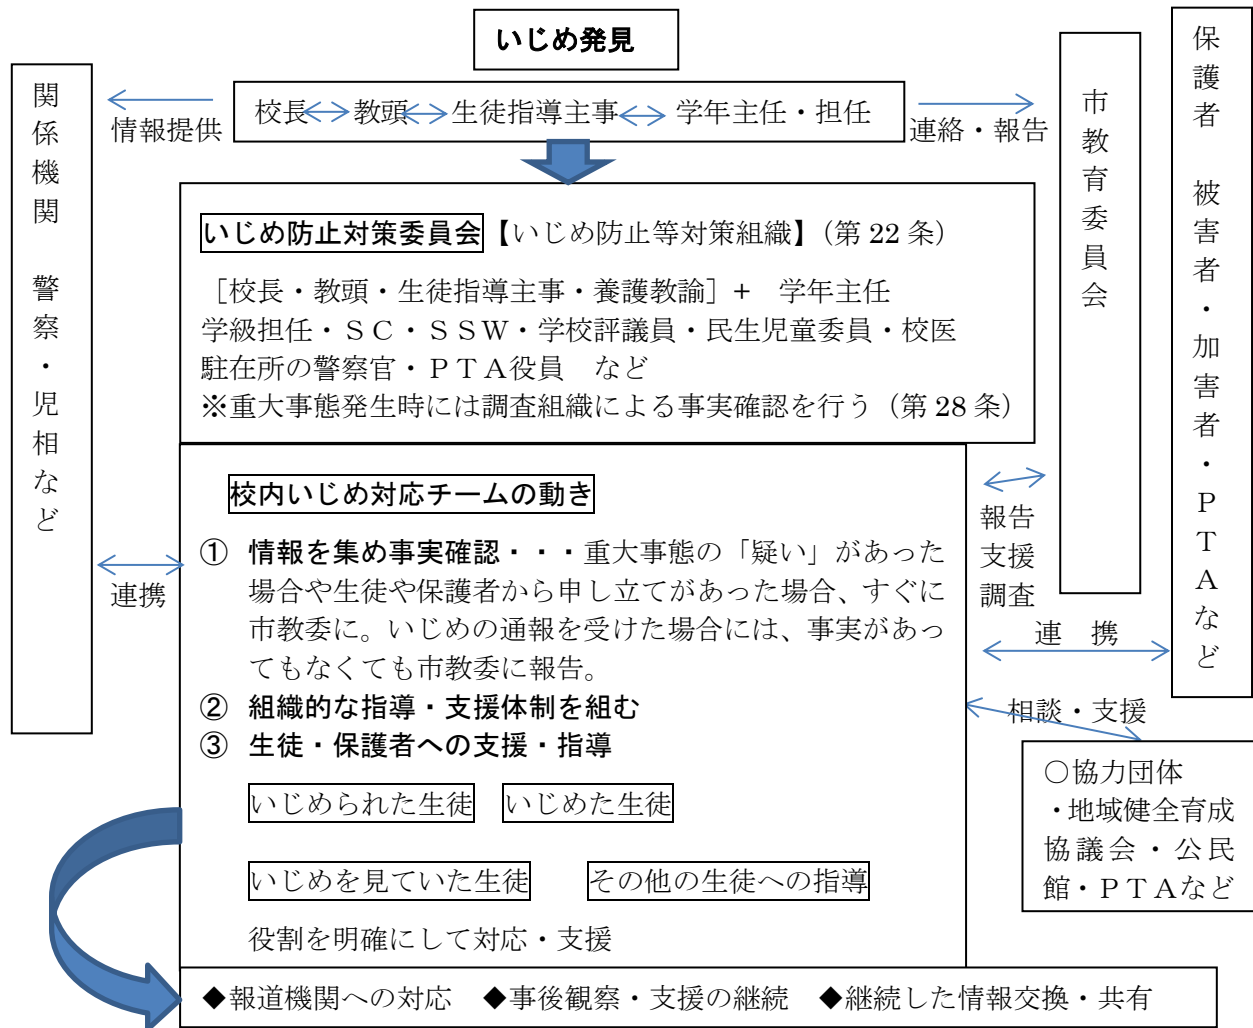 いじめ発見
関係機関　警察・児相など
情報提供
校長
教頭
生徒指導主事
学年主任・担任
連絡・報告
市教育委員会
保護者　被害者・加害者・ＰＴＡなど
いじめ防止対策委員会【いじめ防止等対策組織】（第 22 条）
［校長・教頭・生徒指導主事・養護教諭］+　学年主任
学級担任・ＳＣ・ＳＳＷ・学校評議員・民生児童委員・校医
駐在所の警察官・ＰＴＡ役員　など
※重大事態発生時には調査組織による事実確認を行う（第 28 条）
校内いじめ対応チームの動き
① 情報を集め事実確認・・・重大事態の「疑い」があった
場合や生徒や保護者から申し立てがあった場合、すぐに
市教委に。いじめの通報を受けた場合には、事実があっ
てもなくても市教委に報告。
② 組織的な指導・支援体制を組む
③ 生徒・保護者への支援・指導
いじめられた生徒
いじめた生徒
いじめを見ていた生徒
その他の生徒への指導
役割を明確にして対応・支援
連携
報告
支援
調査
連　携
相談・支援
○協力団体
・地域健全育成
協議会・公民
館・ＰＴＡなど
◆報道機関への対応　◆事後観察・支援の継続　◆継続した情報交換・共有